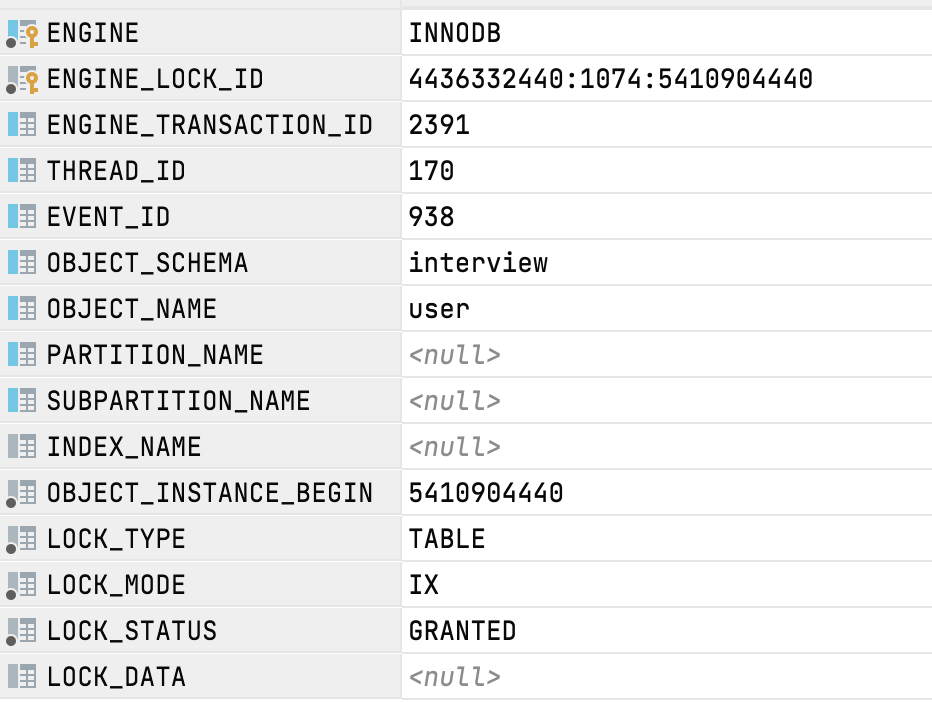 ENGINE INNODB
ENGINE_LOCK_ID 4436332440:1074:5410904440
ENGINE_TRANSACTION_ID 2391
THREAD_ID 170
EVENT_ID 938
OBJECT_SCHEMA interview
OBJECT_NAME user
PARTITION_NAME <null>
SUBPARTITION_NAME <null>
INDEX_NAME <null>
OBJECT_INSTANCE_BEGIN 5410904440
LOCK_TYPE TABLE
LOCK_MODE IX
LOCK_STATUS GRANTED
LOCK_DATA <null>